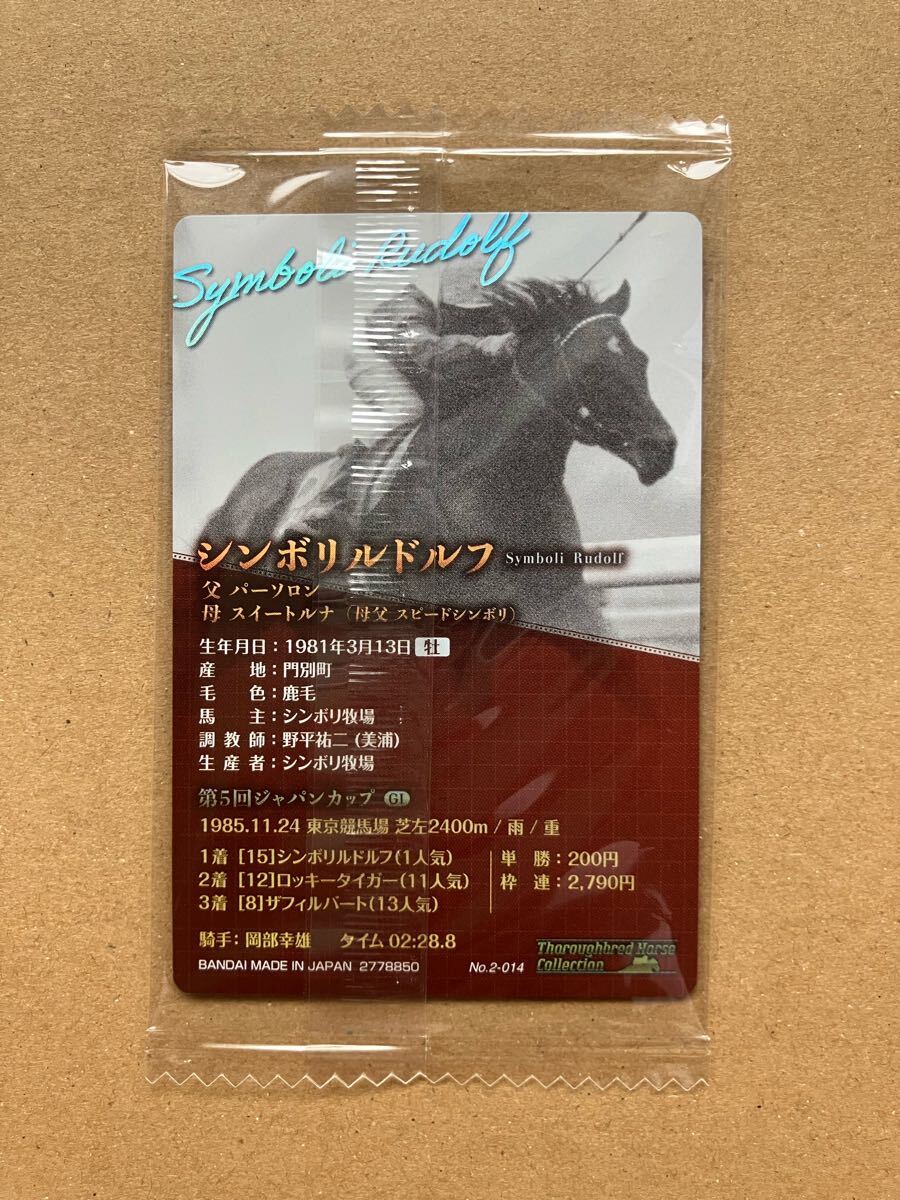 Symboli Rudolf
シンボリルドルフ Symboli Rudolf
父 パーソロン
母 スイートルナ（母父 スピードシンボリ）
生年月日：1981年3月13日 牡
産　地：門別町
毛　色：鹿毛
馬　主：シンボリ牧場
調教師：野平祐二（美浦）
生産者：シンボリ牧場
第5回ジャパンカップ GI
1985.11.24 東京競馬場 芝左2400m / 雨 / 重
1着 [15]シンボリルドルフ(1人気) 単　勝：200円
2着 [12]ロッキータイガー(11人気) 枠　連：2,790円
3着 [8]ザフィルバート(13人気)
騎手：岡部幸雄　タイム 02:28.8
Thoroughbred Horse
Collection
BANDAI MADE IN JAPAN 2778850 No.2-014